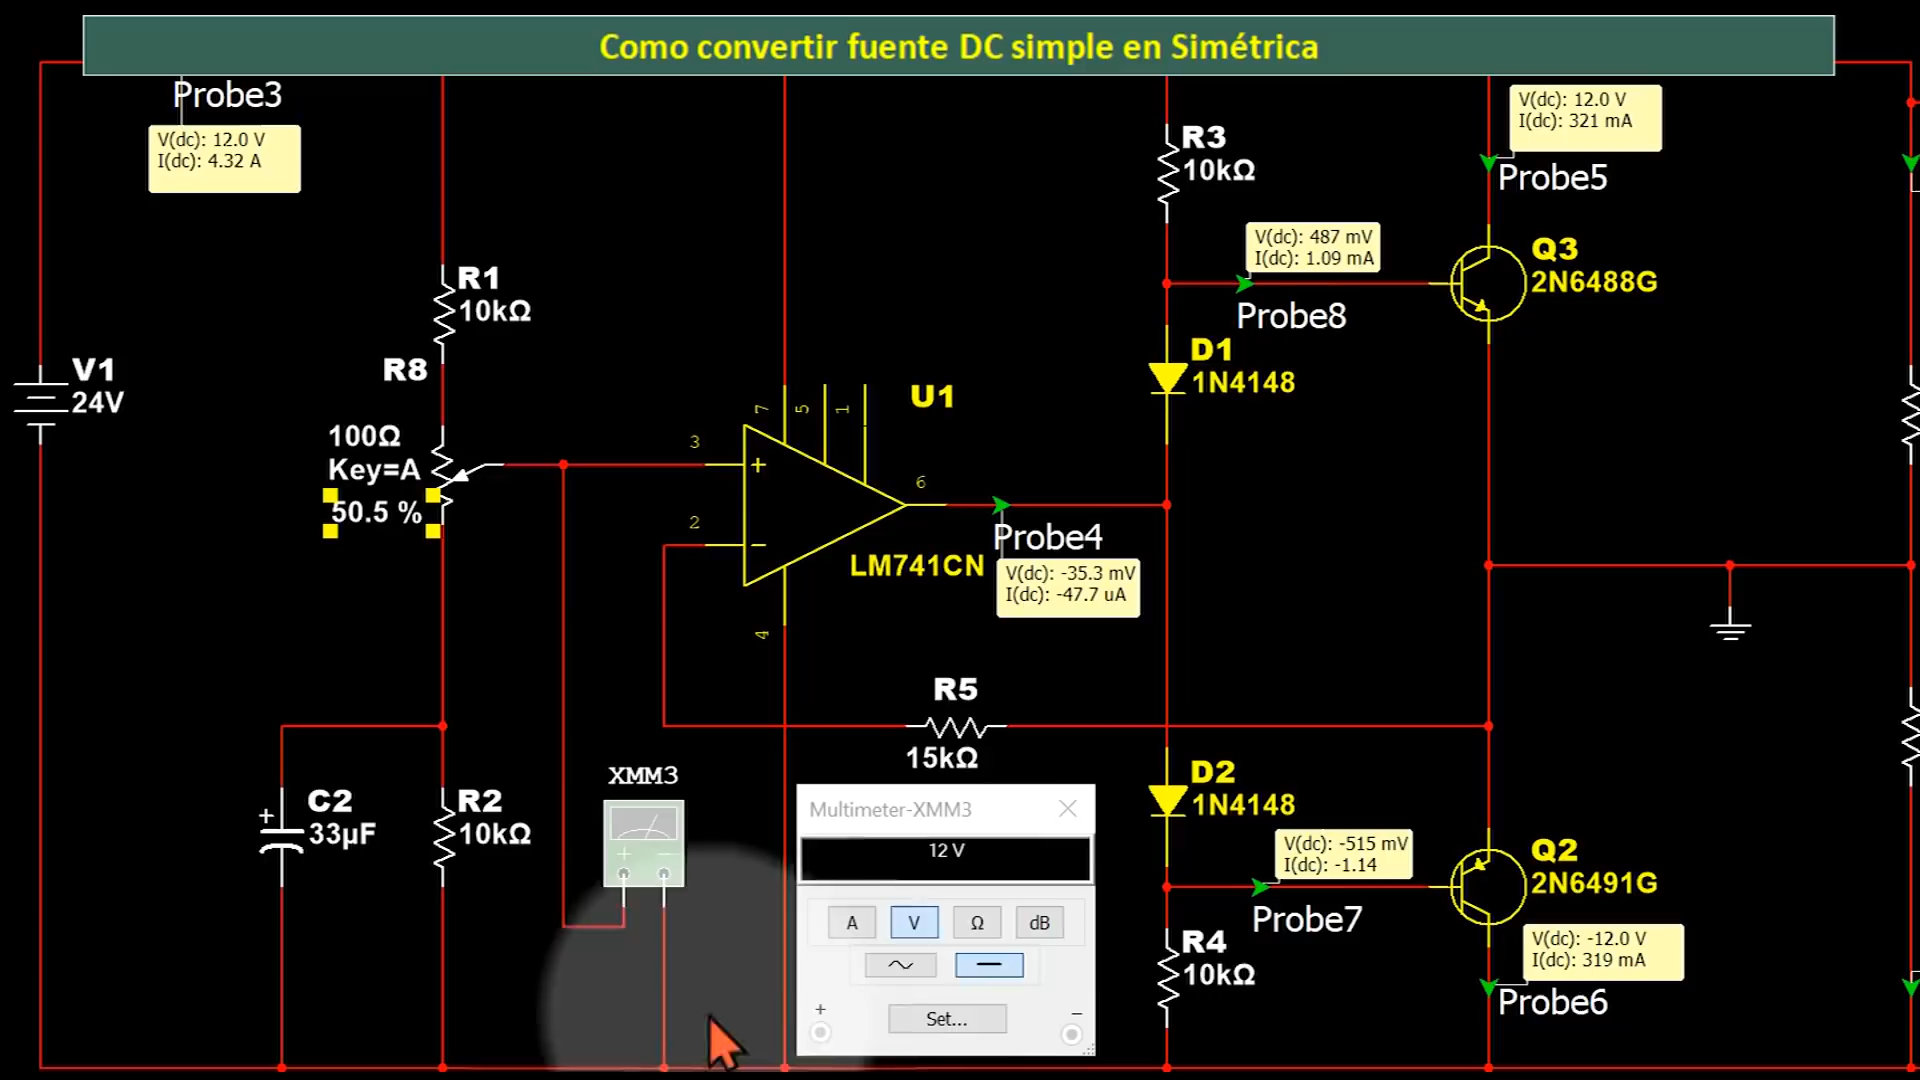 Como convertir fuente DC simple en Simétrica
Probe3
V(dc): 12.0 V
I(dc): 4.32 A
V1
24V
R1
10kΩ
R8
100Ω
Key=A
50.5 %
C2
33µF
+
R2
10kΩ
3
2
7
5
1
6
4
+
−
U1
LM741CN
Probe4
V(dc): -35.3 mV
I(dc): -47.7 uA
R5
15kΩ
XMM3
+
−
Multimeter-XMM3
12 V
A
V
Ω
dB
Set...
+
−
R3
10kΩ
V(dc): 487 mV
I(dc): 1.09 mA
Probe8
D1
1N4148
D2
1N4148
V(dc): -515 mV
I(dc): -1.14
Probe7
R4
10kΩ
V(dc): 12.0 V
I(dc): 321 mA
Probe5
Q3
2N6488G
Q2
2N6491G
V(dc): -12.0 V
I(dc): 319 mA
Probe6